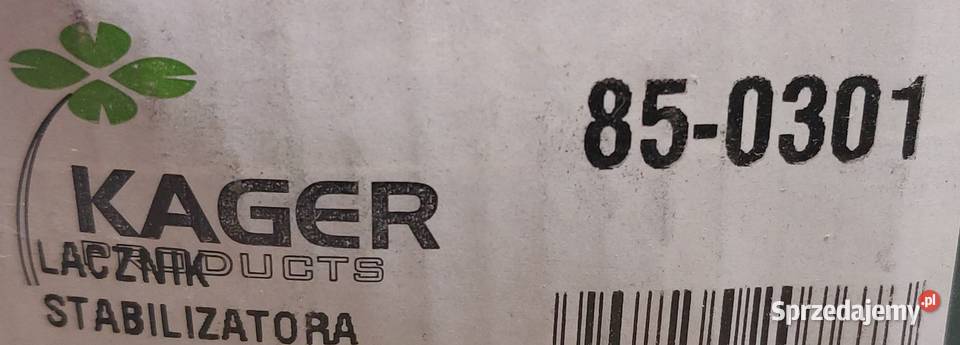 85-0301
KAGER
PRODUCTS
LACZNIK
STABILIZATORA
Sprzedajemy.pl